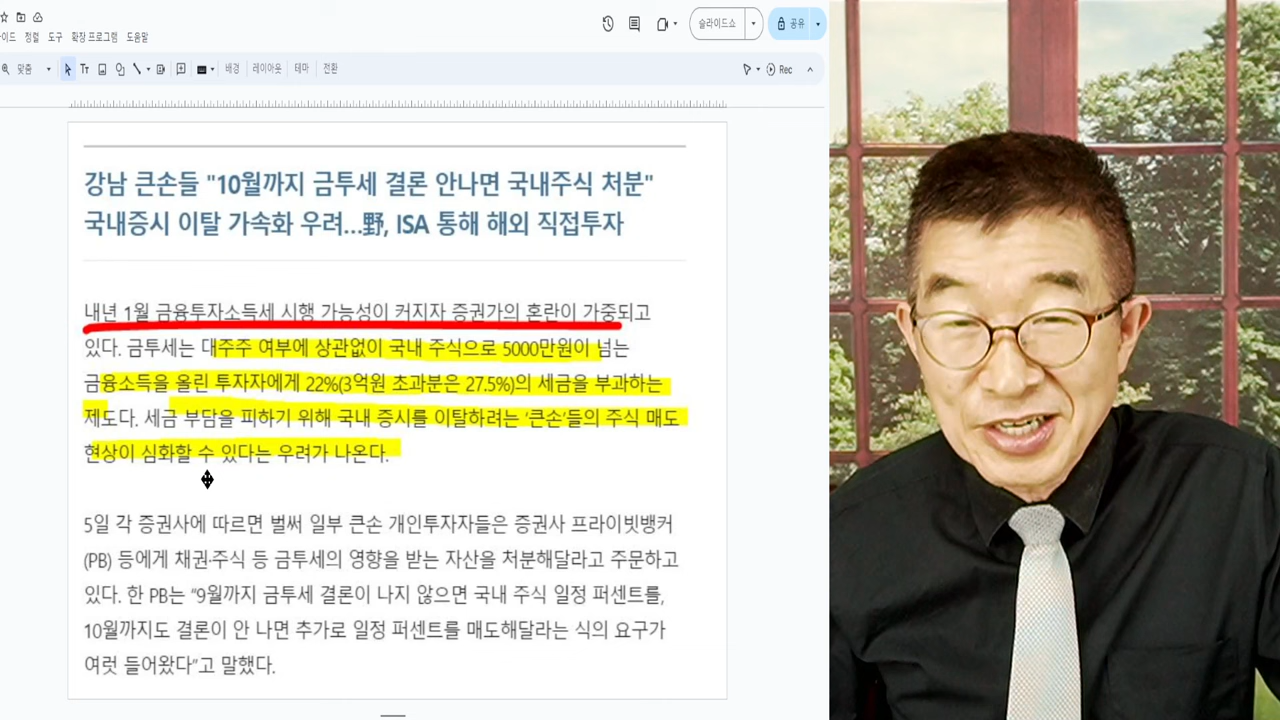 이드 정렬 도구 확장 프로그램 도움말
슬라이드쇼
공유
맞춤
Tr
배경 레이아웃 테마 전환
Rec
강남 큰손들 "10월까지 금투세 결론 안나면 국내주식 처분"
국내증시 이탈 가속화 우려...野, ISA 통해 해외 직접투자
내년 1월 금융투자소득세 시행 가능성이 커지자 증권가의 혼란이 가중되고
있다. 금투세는 대주주 여부에 상관없이 국내 주식으로 5000만원이 넘는
금융소득을 올린 투자자에게 22%(3억원 초과분은 27.5%)의 세금을 부과하는
제도다. 세금 부담을 피하기 위해 국내 증시를 이탈하려는 ‘큰손’들의 주식 매도
현상이 심화할 수 있다는 우려가 나온다.
5일 각 증권사에 따르면 벌써 일부 큰손 개인투자자들은 증권사 프라이빗뱅커
(PB) 등에게 채권·주식 등 금투세의 영향을 받는 자산을 처분해달라고 주문하고
있다. 한 PB는 “9월까지 금투세 결론이 나지 않으면 국내 주식 일정 퍼센트를,
10월까지도 결론이 안 나면 추가로 일정 퍼센트를 매도해달라는 식의 요구가
여럿 들어왔다”고 말했다.